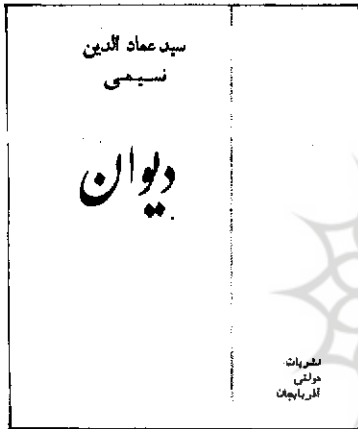 سید عماد الدین
نسیمی
دیوان
نشریات
دولتی
آذربایجان